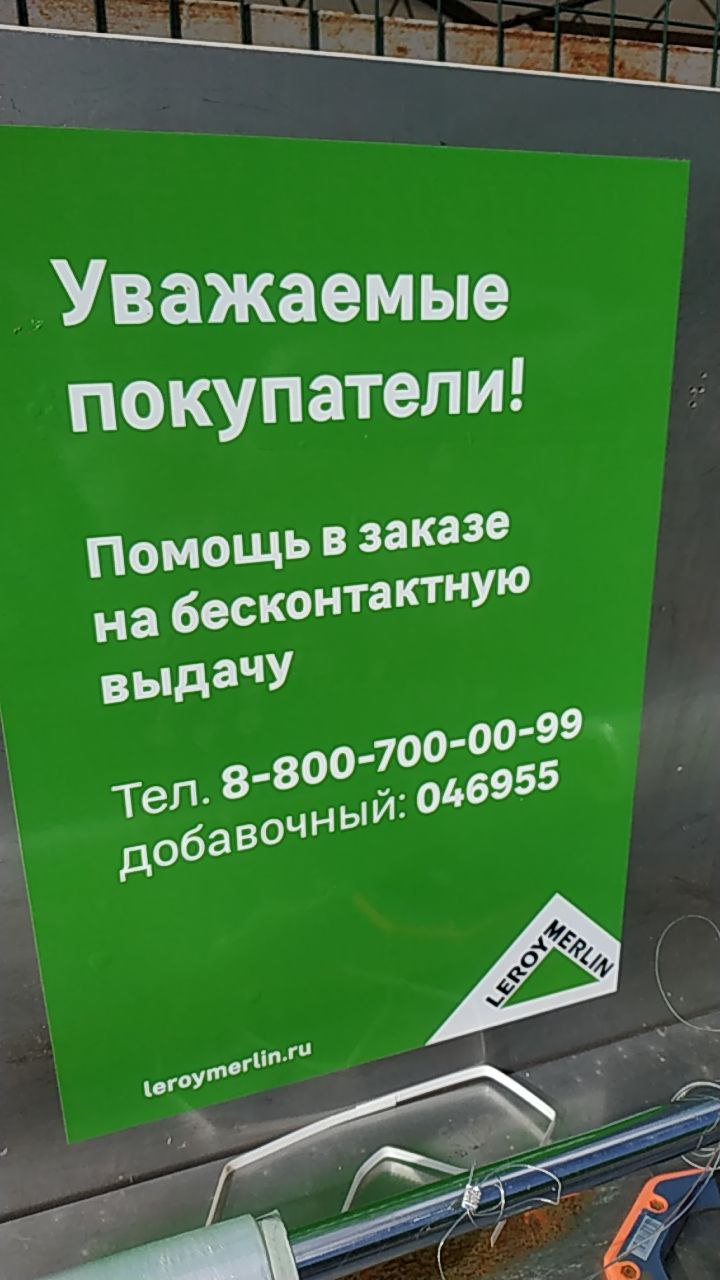 Уважаемые
покупатели!
Помощь в заказе
на бесконтактную
выдачу
Тел. 8-800-700-00-99
добавочный: 046955
LEROY MERLIN
leroymerlin.ru